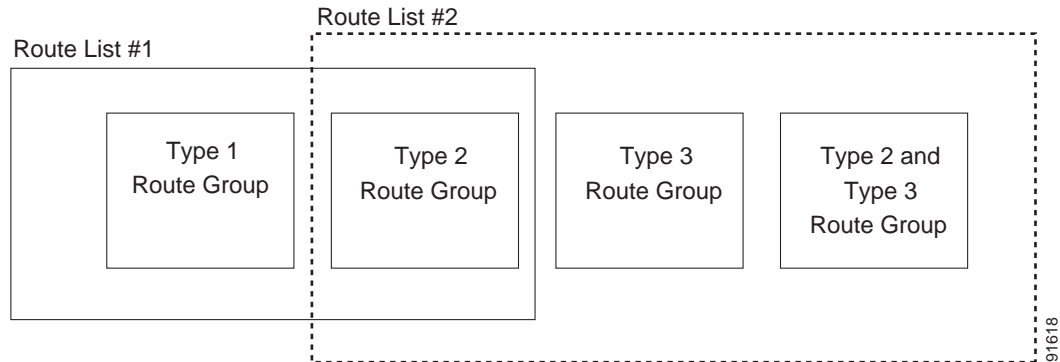 Route List #2
Route List #1
Type 1
Route Group
Type 2
Route Group
Type 3
Route Group
Type 2 and
Type 3
Route Group
91618